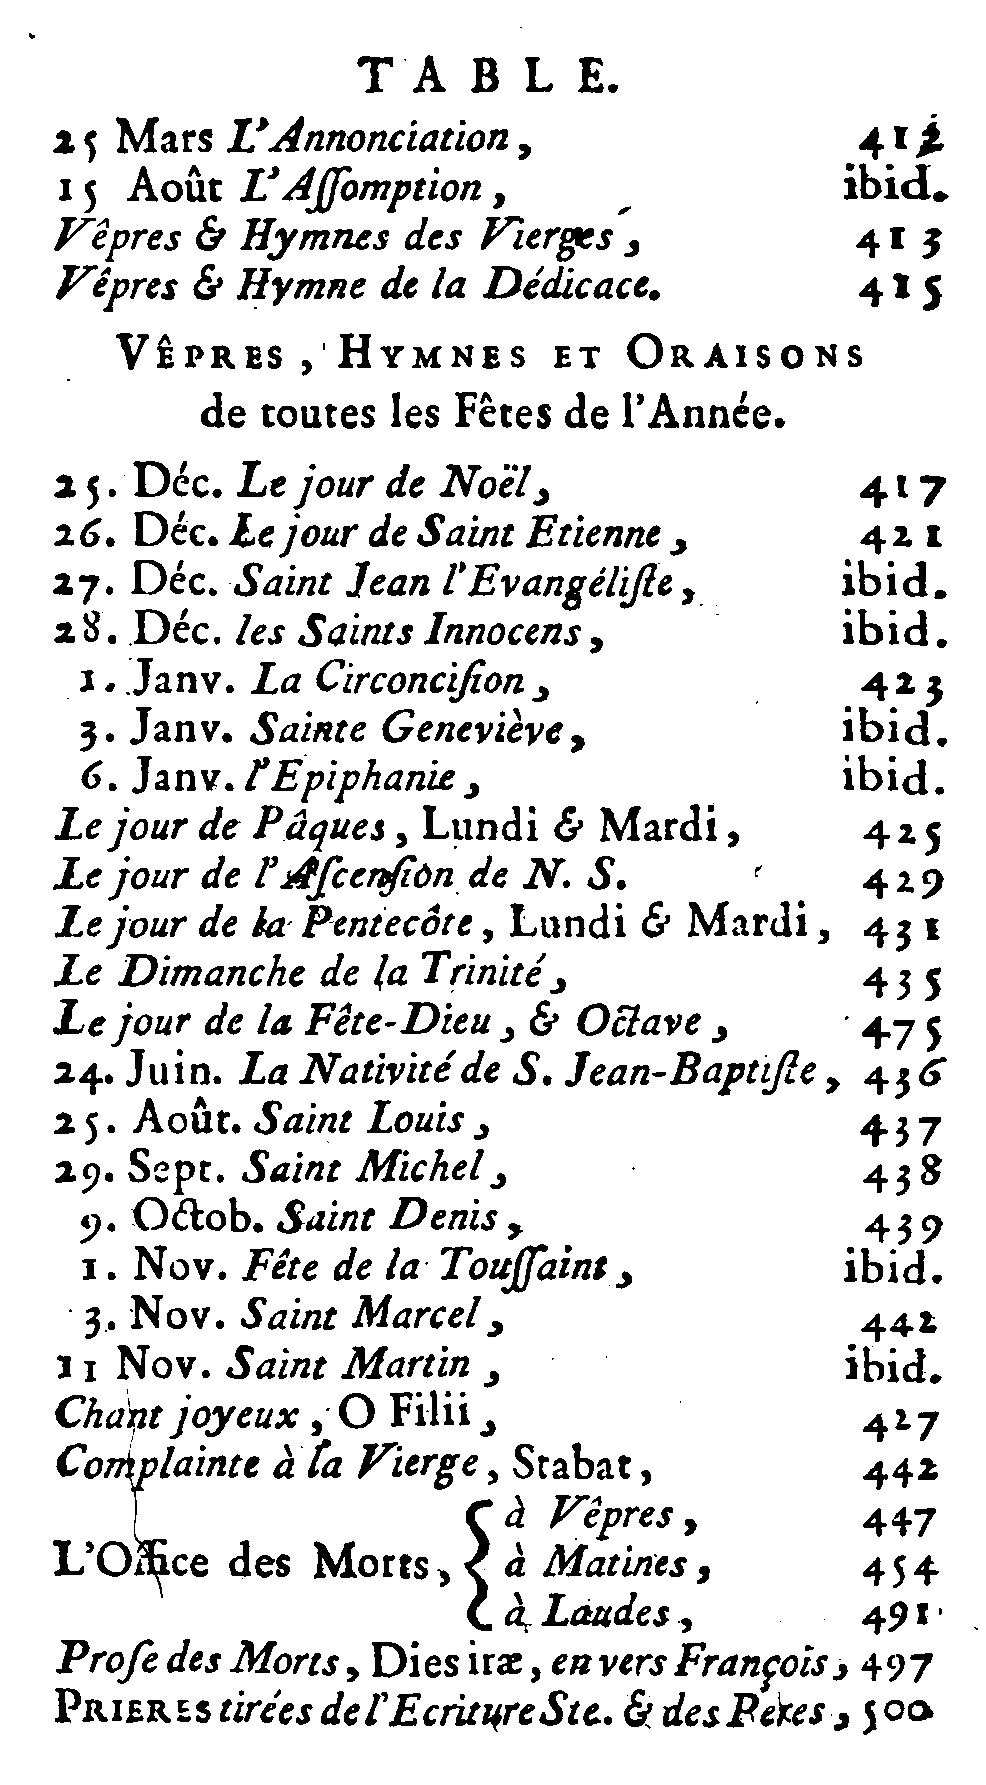 TABLE.
25 Mars L'Annonciation, 412
15 Août L'Assomption, ibid.
Vêpres & Hymnes des Vierges, 413
Vêpres & Hymne de la Dédicace. 415
VÊPRES, HYMNES ET ORAISONS
de toutes les Fêtes de l'Année.
25. Déc. Le jour de Noël, 417
26. Déc. Le jour de Saint Etienne, 421
27. Déc. Saint Jean l'Evangéliſte, ibid.
28. Déc. les Saints Innocens, ibid.
1. Janv. La Circonciſion, 423
3. Janv. Sainte Geneviève, ibid.
6. Janv. l'Epiphanie, ibid.
Le jour de Pâques, Lundi & Mardi, 425
Le jour de l'Aſcenſion de N. S. 429
Le jour de la Pentecôte, Lundi & Mardi, 431
Le Dimanche de la Trinité, 435
Le jour de la Fête-Dieu, & Octave, 475
24. Juin. La Nativité de S. Jean-Baptiſte, 436
25. Août. Saint Louis, 437
29. Sept. Saint Michel, 438
9. Octob. Saint Denis, 439
1. Nov. Fête de la Touſſaint, ibid.
3. Nov. Saint Marcel, 442
11 Nov. Saint Martin, ibid.
Chant joyeux, O Filii, 427
Complainte à la Vierge, Stabat, 442
à Vêpres, 447
L'Office des Morts, { à Matines, 454
à Laudes, 491
Proſe des Morts, Dies iræ, en vers François, 497
PRIERES tirées de l'Ecriture Ste. & des Peres, 500